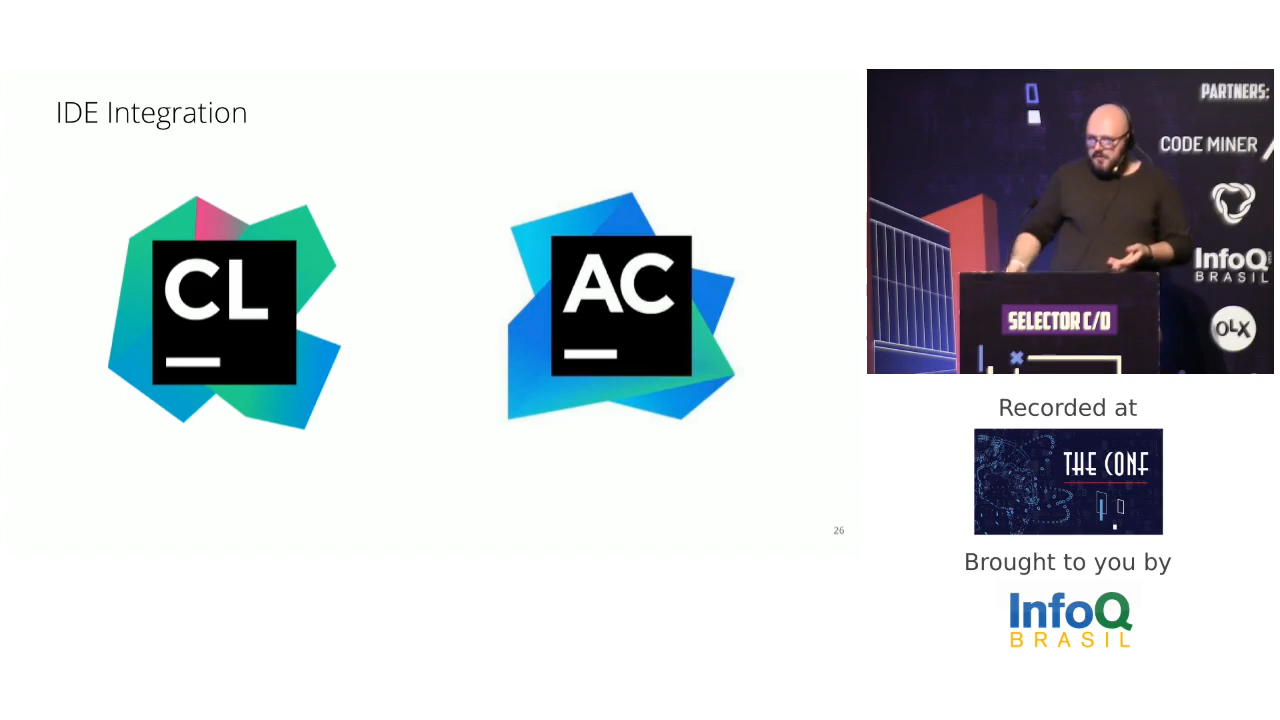 IDE Integration
CL
AC
26
PARTNERS:
CODE MINER
InfoQ
BRASIL
OLX
SELECTOR C/D
Recorded at
THE CONF
Brought to you by
InfoQ
BRASIL